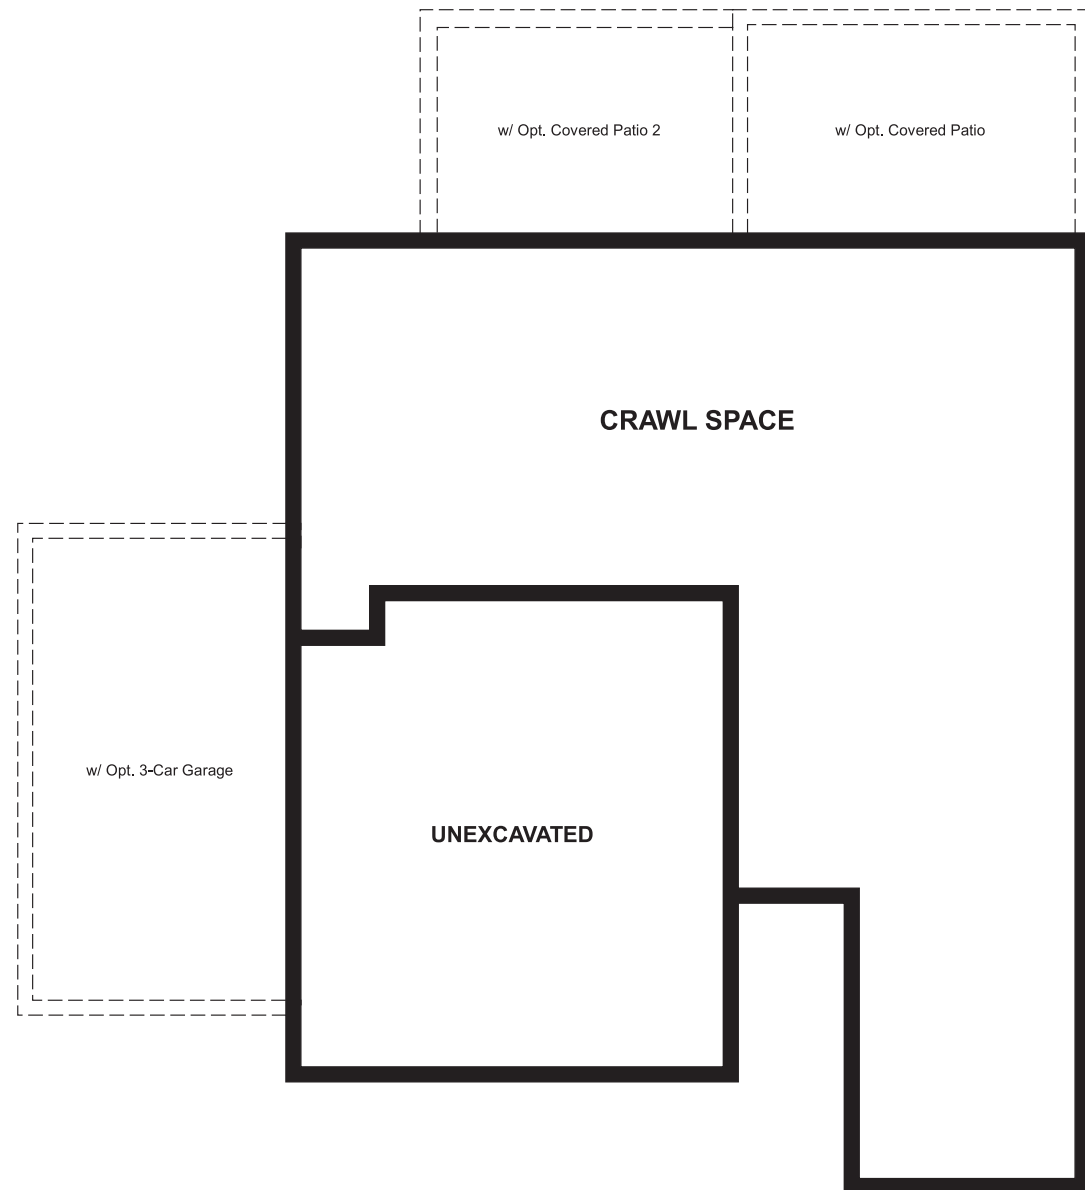 w/ Opt. Covered Patio 2
w/ Opt. Covered Patio
CRAWL SPACE
w/ Opt. 3-Car Garage
UNEXCAVATED